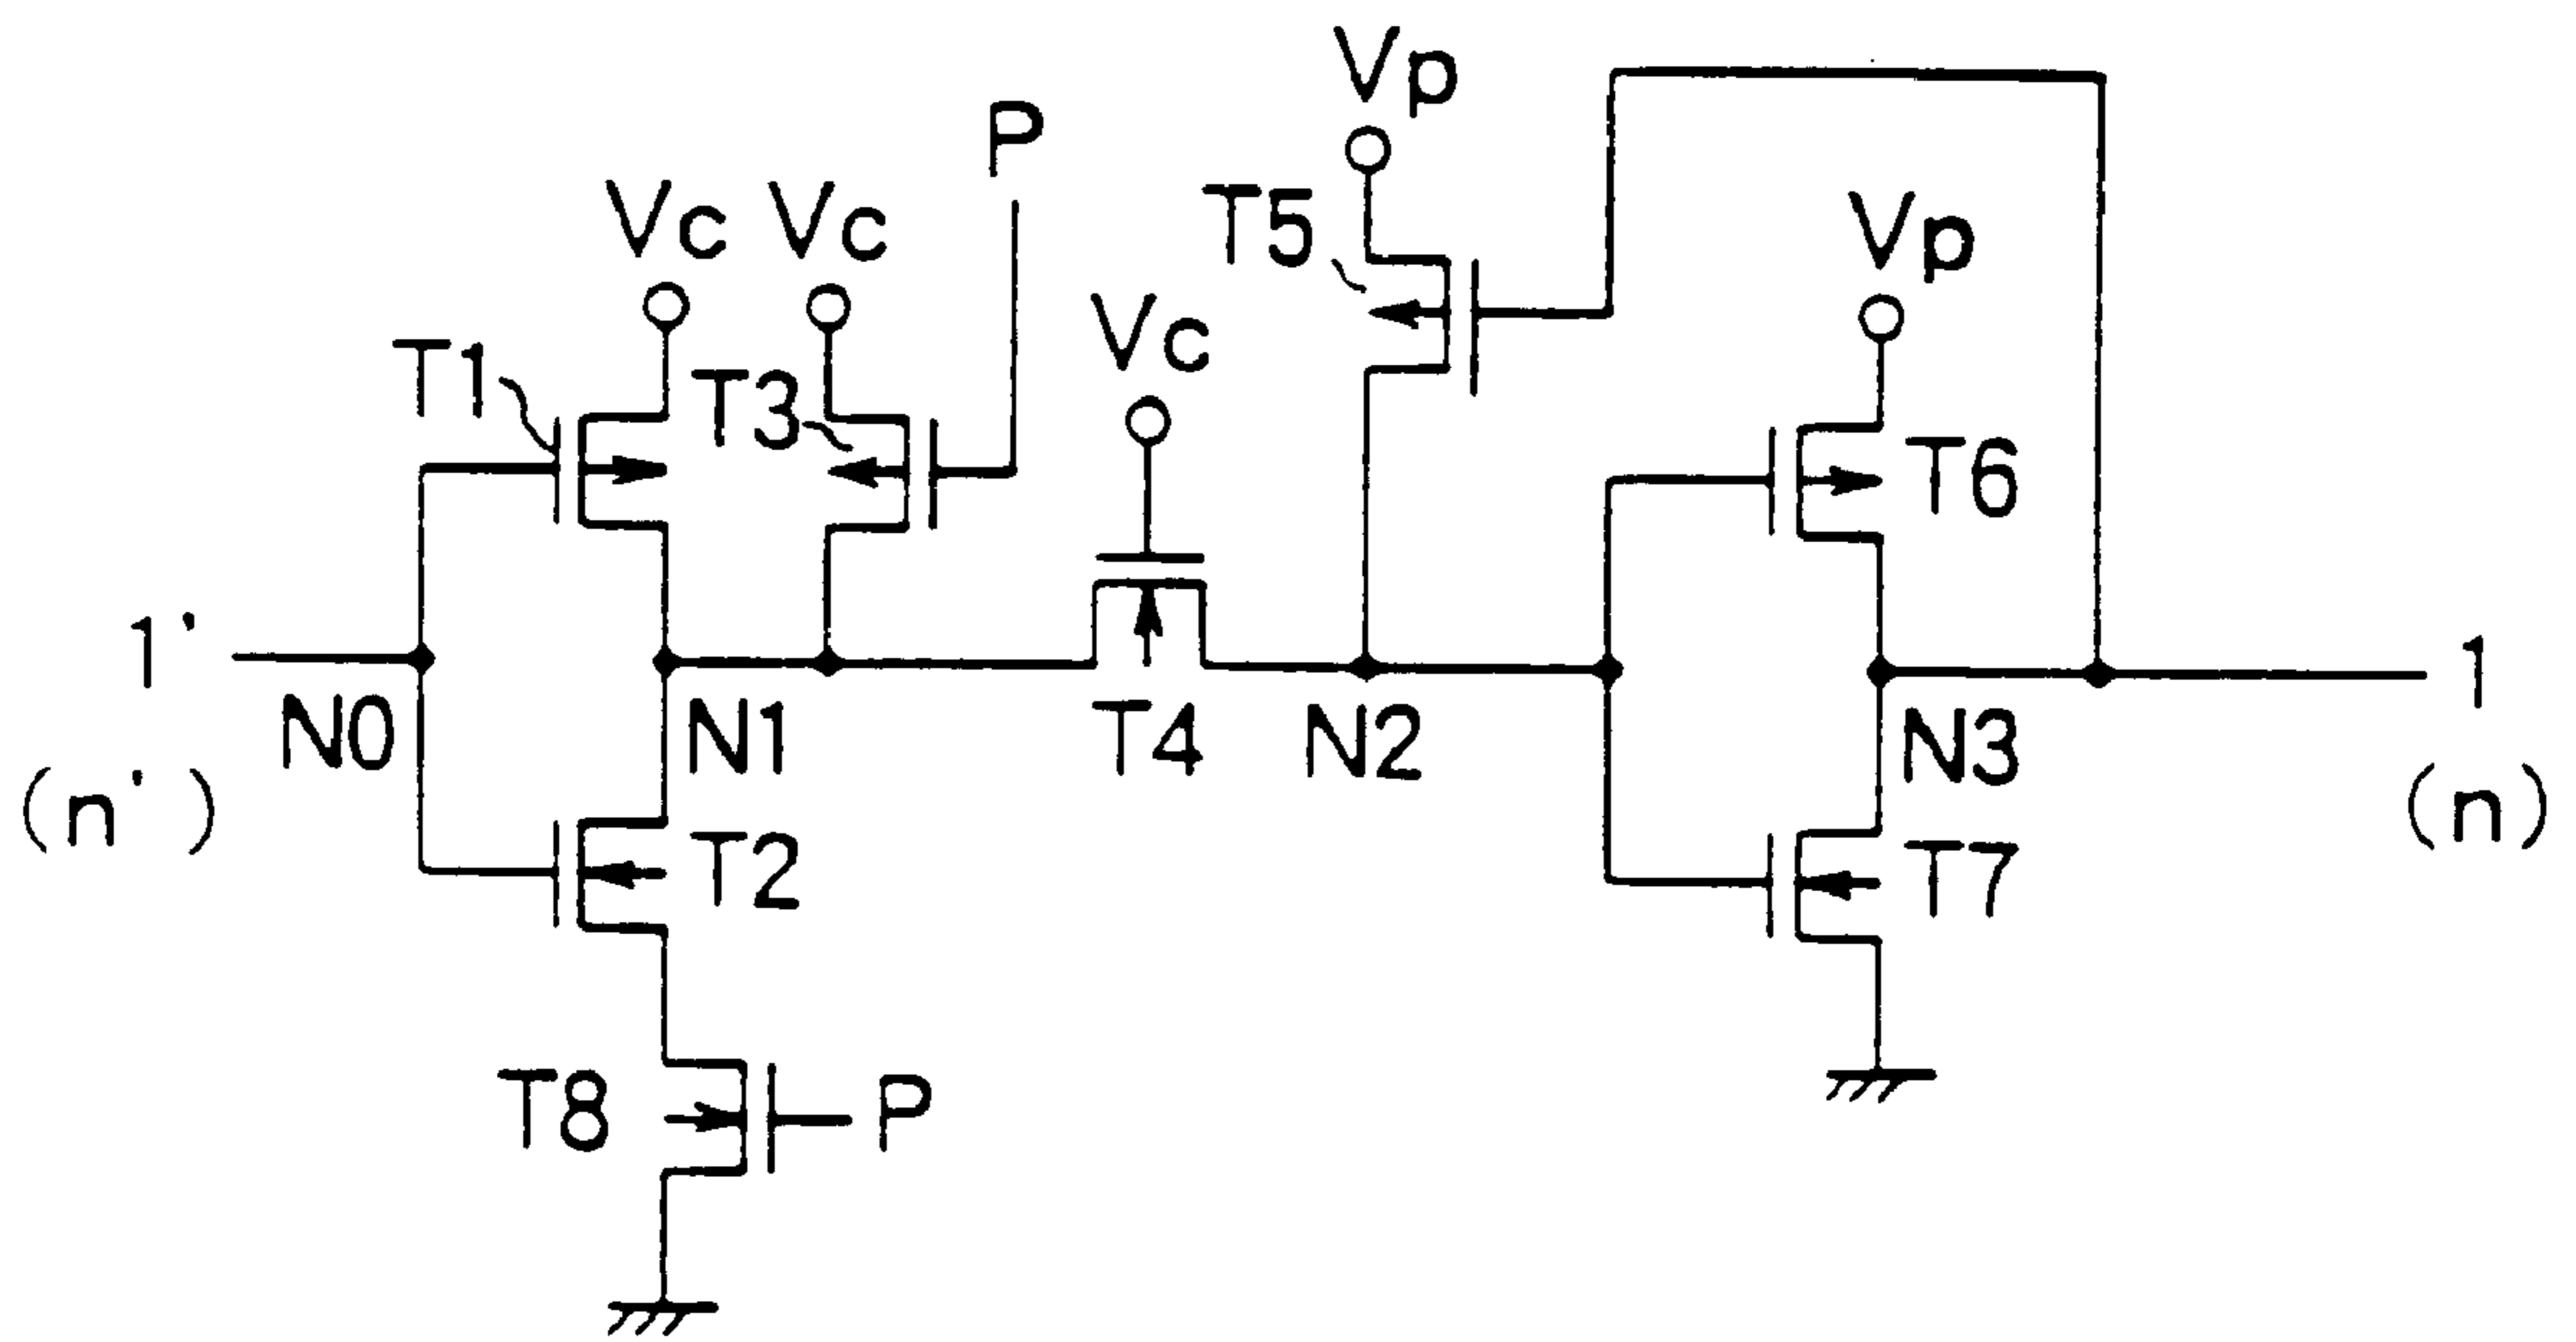 Vp
P
Vc Vc
T5
Vp
Vc
T1
T3
T6
1'
1
N0
N1
T4
N2
N3
(n')
(n)
T2
T7
T8
P